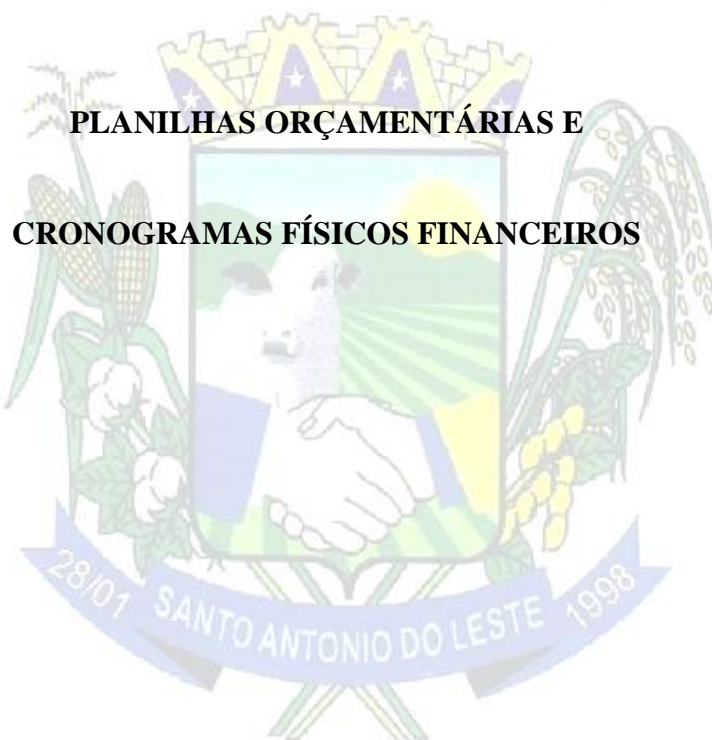 PLANILHAS ORÇAMENTÁRIAS E
CRONOGRAMAS FÍSICOS FINANCEIROS
28/01 SANTO ANTONIO DO LESTE 1998